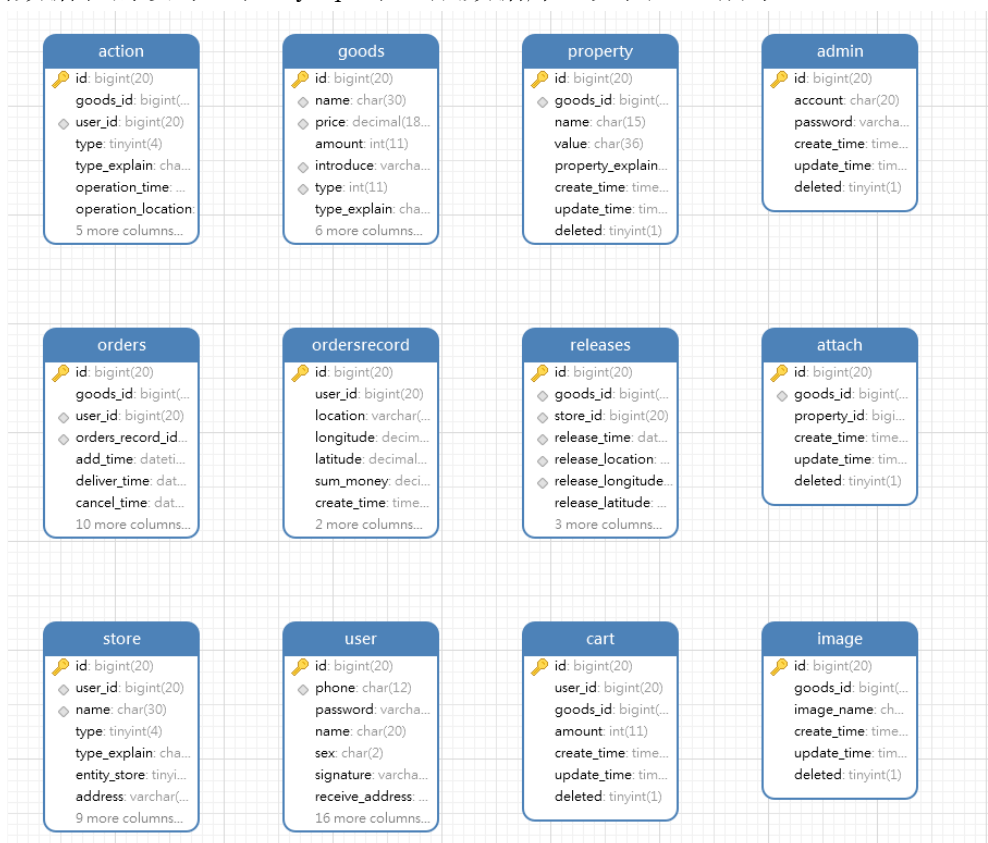 action
id: bigint(20)
goods_id: bigint(...
user_id: bigint(20)
type: tinyint(4)
type_explain: cha...
operation_time: ...
operation_location:
5 more columns...
goods
id: bigint(20)
name: char(30)
price: decimal(18...
amount: int(11)
introduce: varcha...
type: int(11)
type_explain: cha...
6 more columns...
property
id: bigint(20)
goods_id: bigint(...
name: char(15)
value: char(36)
property_explain...
create_time: time...
update_time: tim...
deleted: tinyint(1)
admin
id: bigint(20)
account: char(20)
password: varcha...
create_time: time...
update_time: tim...
deleted: tinyint(1)
orders
id: bigint(20)
goods_id: bigint(...
user_id: bigint(20)
orders_record_id...
add_time: dateti...
deliver_time: dat...
cancel_time: dat...
10 more columns...
ordersrecord
id: bigint(20)
user_id: bigint(20)
location: varchar(...
longitude: decim...
latitude: decimal...
sum_money: deci...
create_time: time...
2 more columns...
releases
id: bigint(20)
goods_id: bigint(...
store_id: bigint(20)
release_time: dat...
release_location: ...
release_longitude...
release_latitude: ...
3 more columns...
attach
id: bigint(20)
goods_id: bigint(...
property_id: bigi...
create_time: time...
update_time: tim...
deleted: tinyint(1)
store
id: bigint(20)
user_id: bigint(20)
name: char(30)
type: tinyint(4)
type_explain: cha...
entity_store: tinyi...
address: varchar(...
9 more columns...
user
id: bigint(20)
phone: char(12)
password: varcha...
name: char(20)
sex: char(2)
signature: varcha...
receive_address: ...
16 more columns...
cart
id: bigint(20)
user_id: bigint(20)
goods_id: bigint(...
amount: int(11)
create_time: time...
update_time: tim...
deleted: tinyint(1)
image
id: bigint(20)
goods_id: bigint(...
image_name: ch...
create_time: time...
update_time: tim...
deleted: tinyint(1)